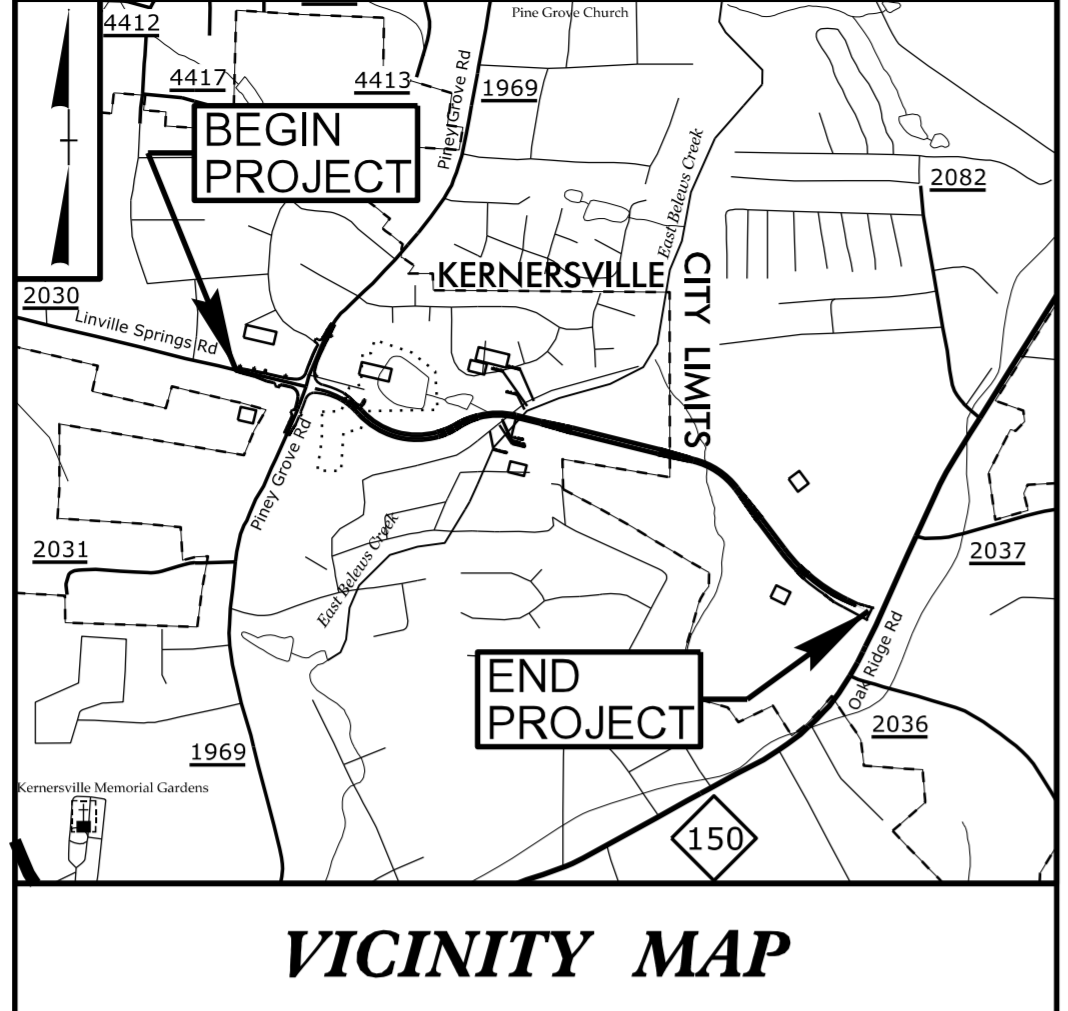 Pine Grove Church
4412
4417
4413
1969
Piney Grove Rd
BEGIN
PROJECT
East Belews Creek
2082
KERNERSVILLE
CITY LIMITS
2030
Linville Springs Rd
Piney Grove Rd
2031
East Belews Creek
2037
END
PROJECT
Oak Ridge Rd
2036
1969
Kernersville Memorial Gardens
150
VICINITY MAP